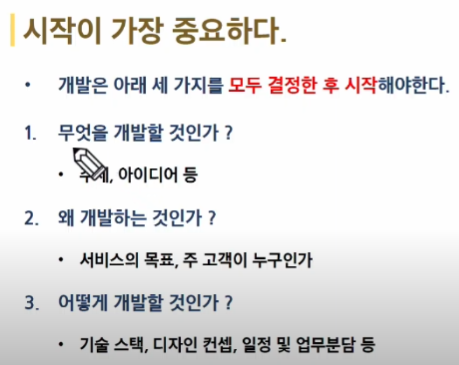 시작이 가장 중요하다.
• 개발은 아래 세 가지를 모두 결정한 후 시작해야한다.
1. 무엇을 개발할 것인가 ?
• 주제, 아이디어 등
2. 왜 개발하는 것인가 ?
• 서비스의 목표, 주 고객이 누구인가
3. 어떻게 개발할 것인가 ?
• 기술 스택, 디자인 컨셉, 일정 및 업무분담 등